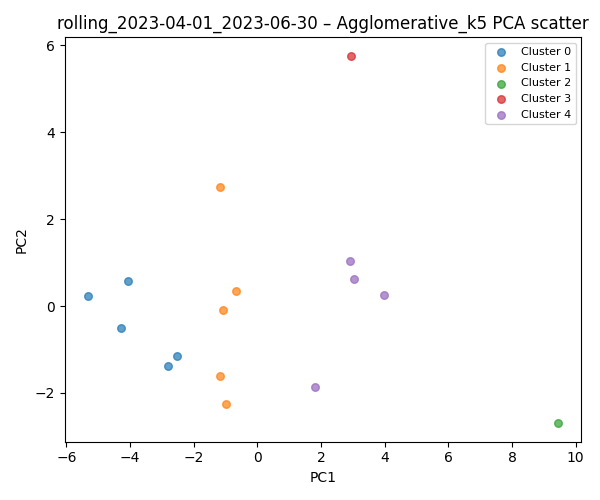 rolling_2023-04-01_2023-06-30 – Agglomerative_k5 PCA scatter
Cluster 0
Cluster 1
Cluster 2
Cluster 3
Cluster 4
6
4
2
0
−2
PC2
−6 −4 −2 0 2 4 6 8 10
PC1